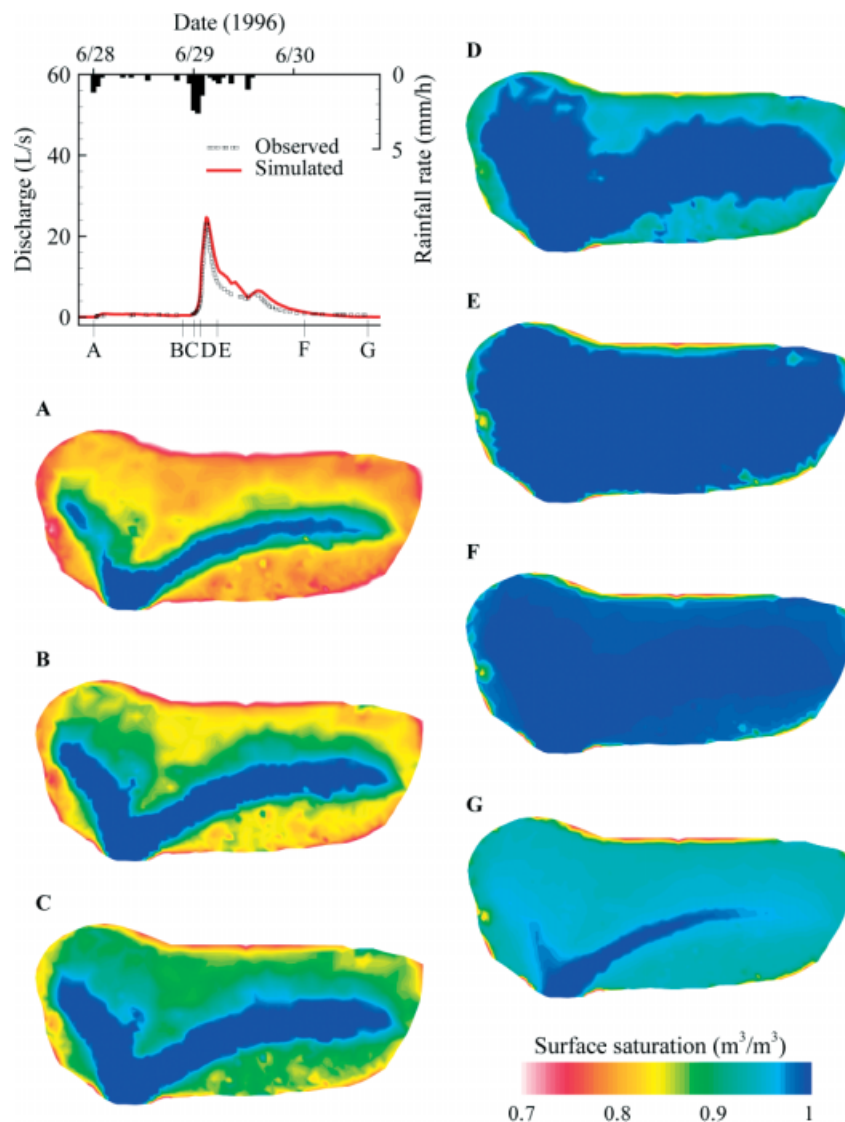 Date (1996)
6/28 6/29 6/30
60 0
40 5
20
0
Discharge (L/s)
Rainfall rate (mm/h)
Observed
Simulated
A B C D E F G
A
B
C
D
E
F
G
Surface saturation (m³/m³)
0.7 0.8 0.9 1